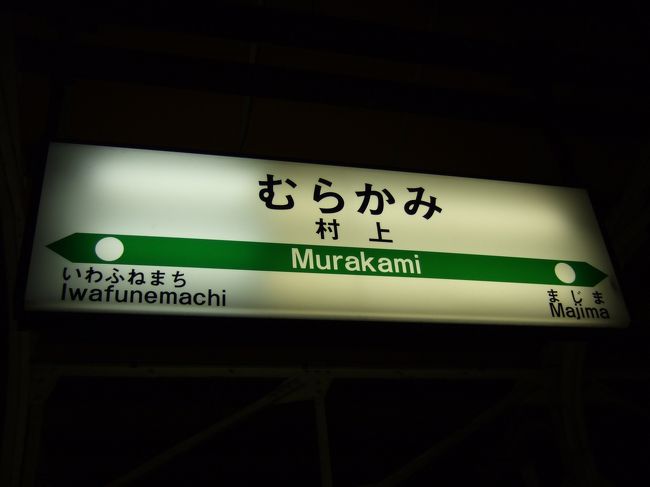 むらかみ
村上
Murakami
いわふねまち
Iwafunemachi
まじま
Majima